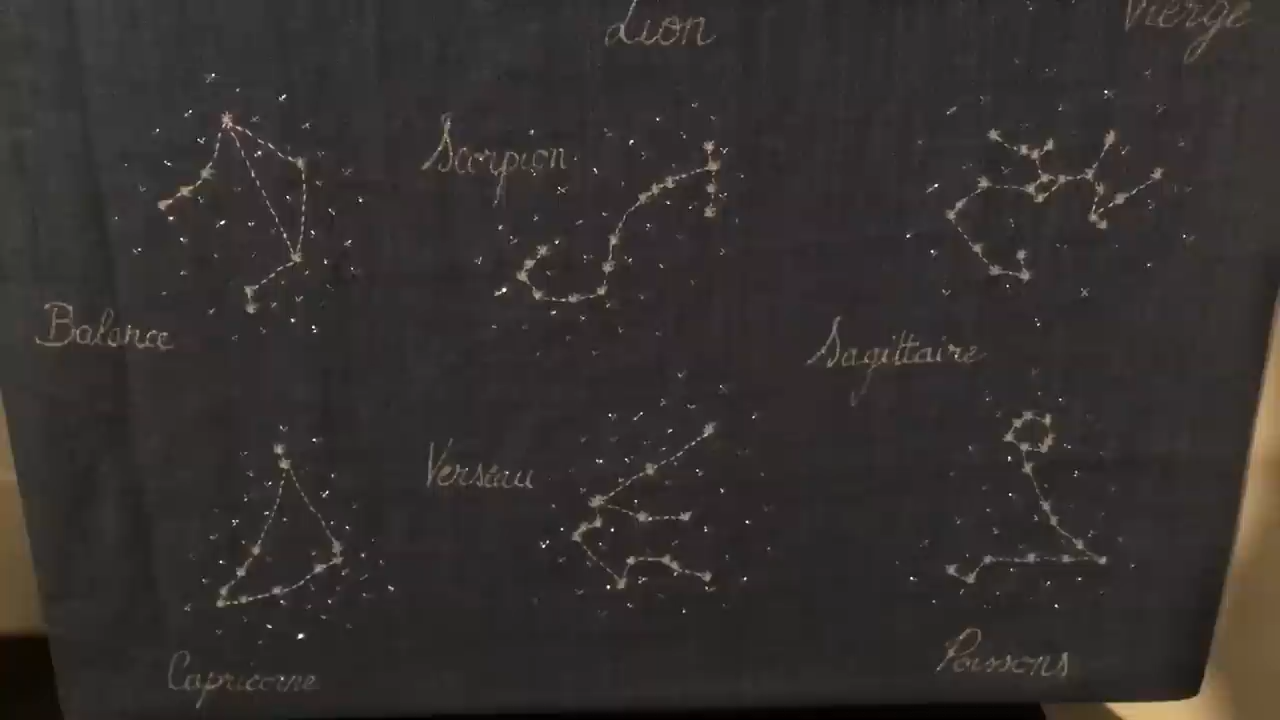 Lion
Vierge
Scorpion
Balance
Sagittaire
Verseau
Capricorne
Poissons